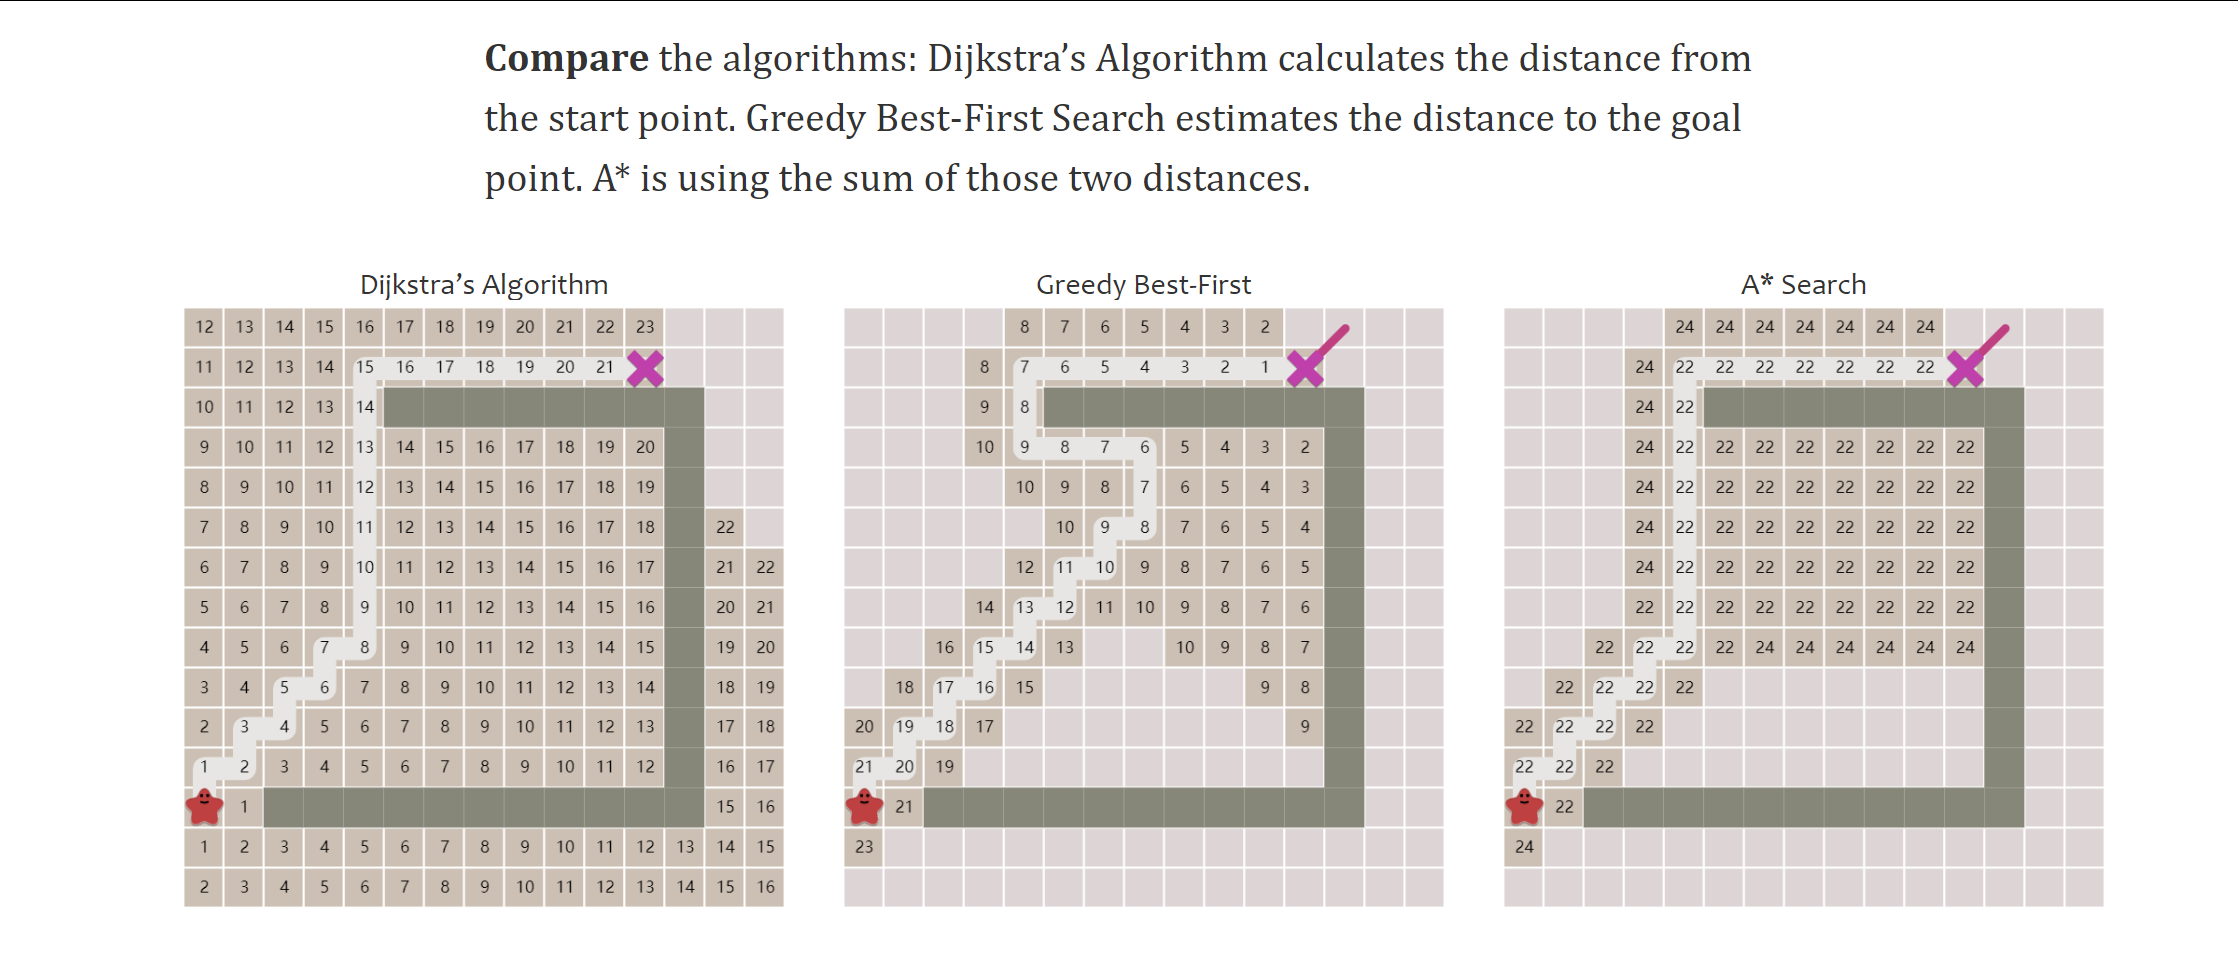 Compare the algorithms: Dijkstra’s Algorithm calculates the distance from
the start point. Greedy Best-First Search estimates the distance to the goal
point. A* is using the sum of those two distances.
Dijkstra’s Algorithm
12 13 14 15 16 17 18 19 20 21 22 23
11 12 13 14 15 16 17 18 19 20 21
10 11 12 13 14
9 10 11 12 13 14 15 16 17 18 19 20
8 9 10 11 12 13 14 15 16 17 18 19
7 8 9 10 11 12 13 14 15 16 17 18 22
6 7 8 9 10 11 12 13 14 15 16 17 21 22
5 6 7 8 9 10 11 12 13 14 15 16 20 21
4 5 6 7 8 9 10 11 12 13 14 15 19 20
3 4 5 6 7 8 9 10 11 12 13 14 18 19
2 3 4 5 6 7 8 9 10 11 12 13 17 18
1 2 3 4 5 6 7 8 9 10 11 12 16 17
1 15 16
1 2 3 4 5 6 7 8 9 10 11 12 13 14 15
2 3 4 5 6 7 8 9 10 11 12 13 14 15 16
Greedy Best-First
8 7 6 5 4 3 2
8 7 6 5 4 3 2 1
9 8
10 9 8 7 6 5 4 3 2
10 9 8 7 6 5 4 3
10 9 8 7 6 5 4
12 11 10 9 8 7 6 5
14 13 12 11 10 9 8 7 6
16 15 14 13 10 9 8 7
18 17 16 15 9 8
20 19 18 17 9
21 20 19
21
23
A* Search
24 24 24 24 24 24 24
24 22 22 22 22 22 22 22
24 22
24 22 22 22 22 22 22 22 22
24 22 22 22 22 22 22 22 22
24 22 22 22 22 22 22 22 22
24 22 22 22 22 22 22 22 22
22 22 22 22 22 22 22 22 22
22 22 22 22 24 24 24 24 24 24
22 22 22 22
22 22 22 22
22 22 22
22
24